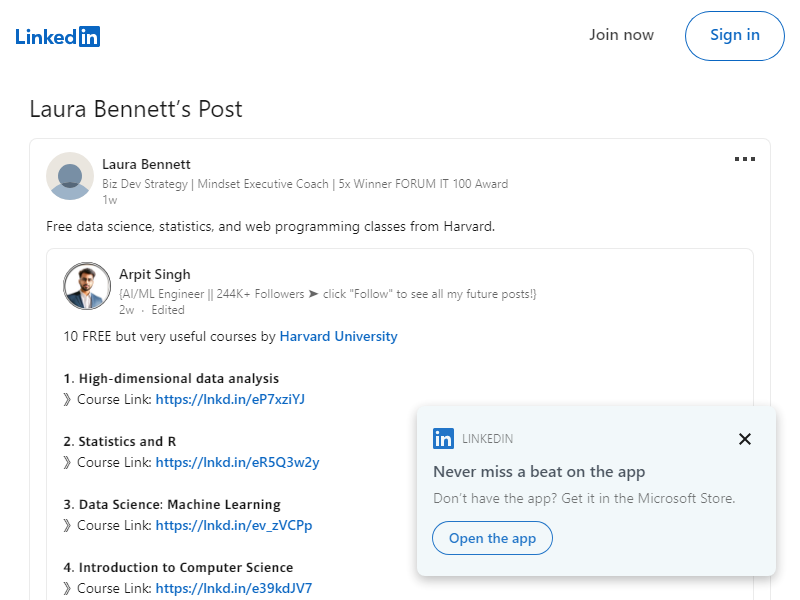 LinkedIn
Join now
Sign in
Laura Bennett’s Post
Laura Bennett
Biz Dev Strategy | Mindset Executive Coach | 5x Winner FORUM IT 100 Award
1w
Free data science, statistics, and web programming classes from Harvard.
Arpit Singh
{AI/ML Engineer || 244K+ Followers ➤ click "Follow" to see all my future posts!}
2w · Edited
10 FREE but very useful courses by Harvard University
1. High-dimensional data analysis
⟫ Course Link: https://lnkd.in/eP7xziYJ
2. Statistics and R
⟫ Course Link: https://lnkd.in/eR5Q3w2y
3. Data Science: Machine Learning
⟫ Course Link: https://lnkd.in/ev_zVCPp
4. Introduction to Computer Science
⟫ Course Link: https://lnkd.in/e39kdJV7
LINKEDIN
Never miss a beat on the app
Don’t have the app? Get it in the Microsoft Store.
Open the app